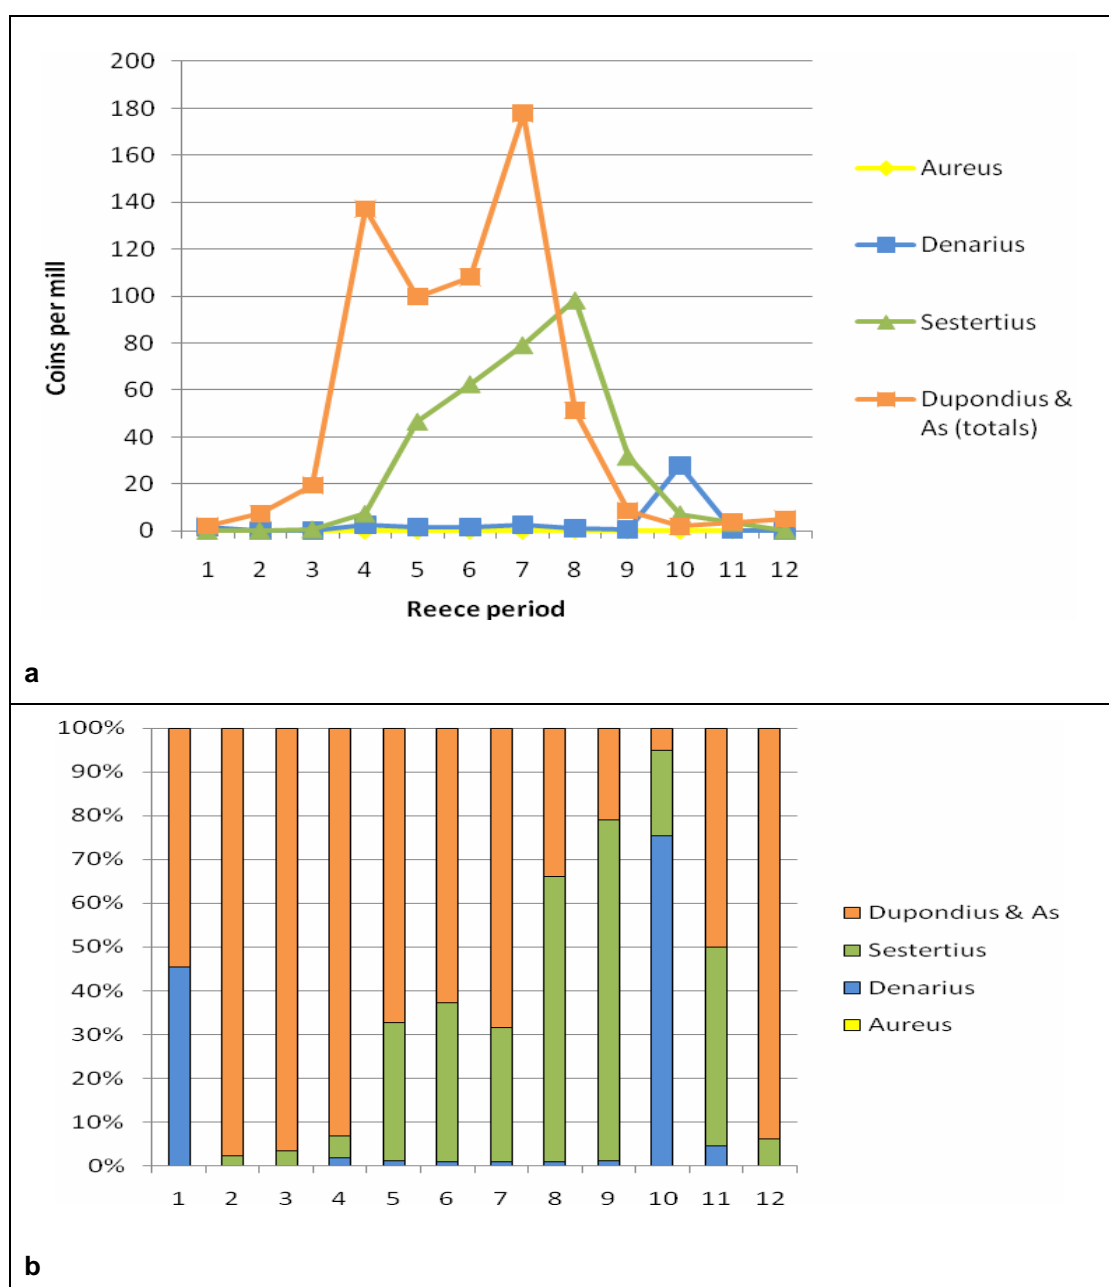 200
180
160
140
120
100
80
60
40
20
0
Coins per mill
1 2 3 4 5 6 7 8 9 10 11 12
Reece period
Aureus
Denarius
Sestertius
Dupondius &
As (totals)
a
100%
90%
80%
70%
60%
50%
40%
30%
20%
10%
0%
1 2 3 4 5 6 7 8 9 10 11 12
Dupondius & As
Sestertius
Denarius
Aureus
b